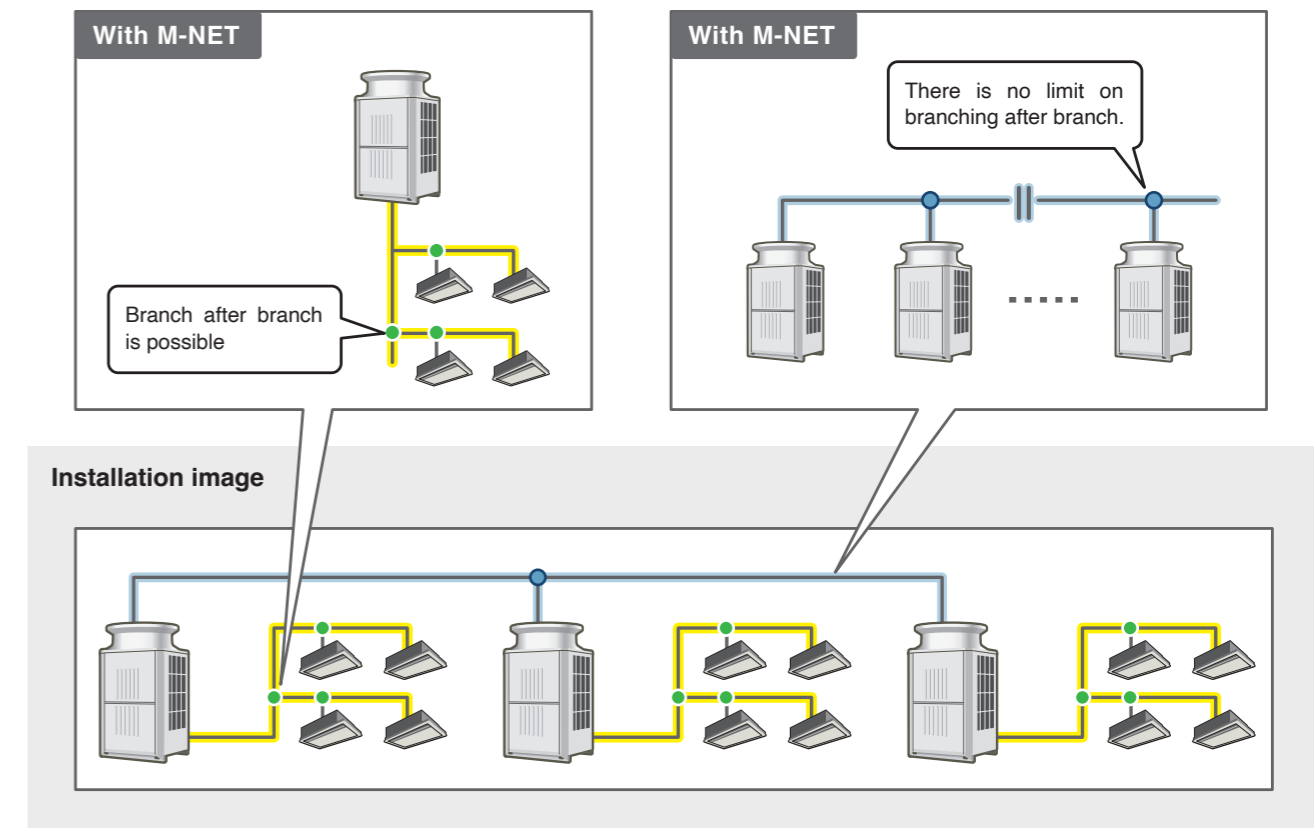 With M-NET
Branch after branch
is possible
With M-NET
There is no limit on
branching after branch.
Installation image